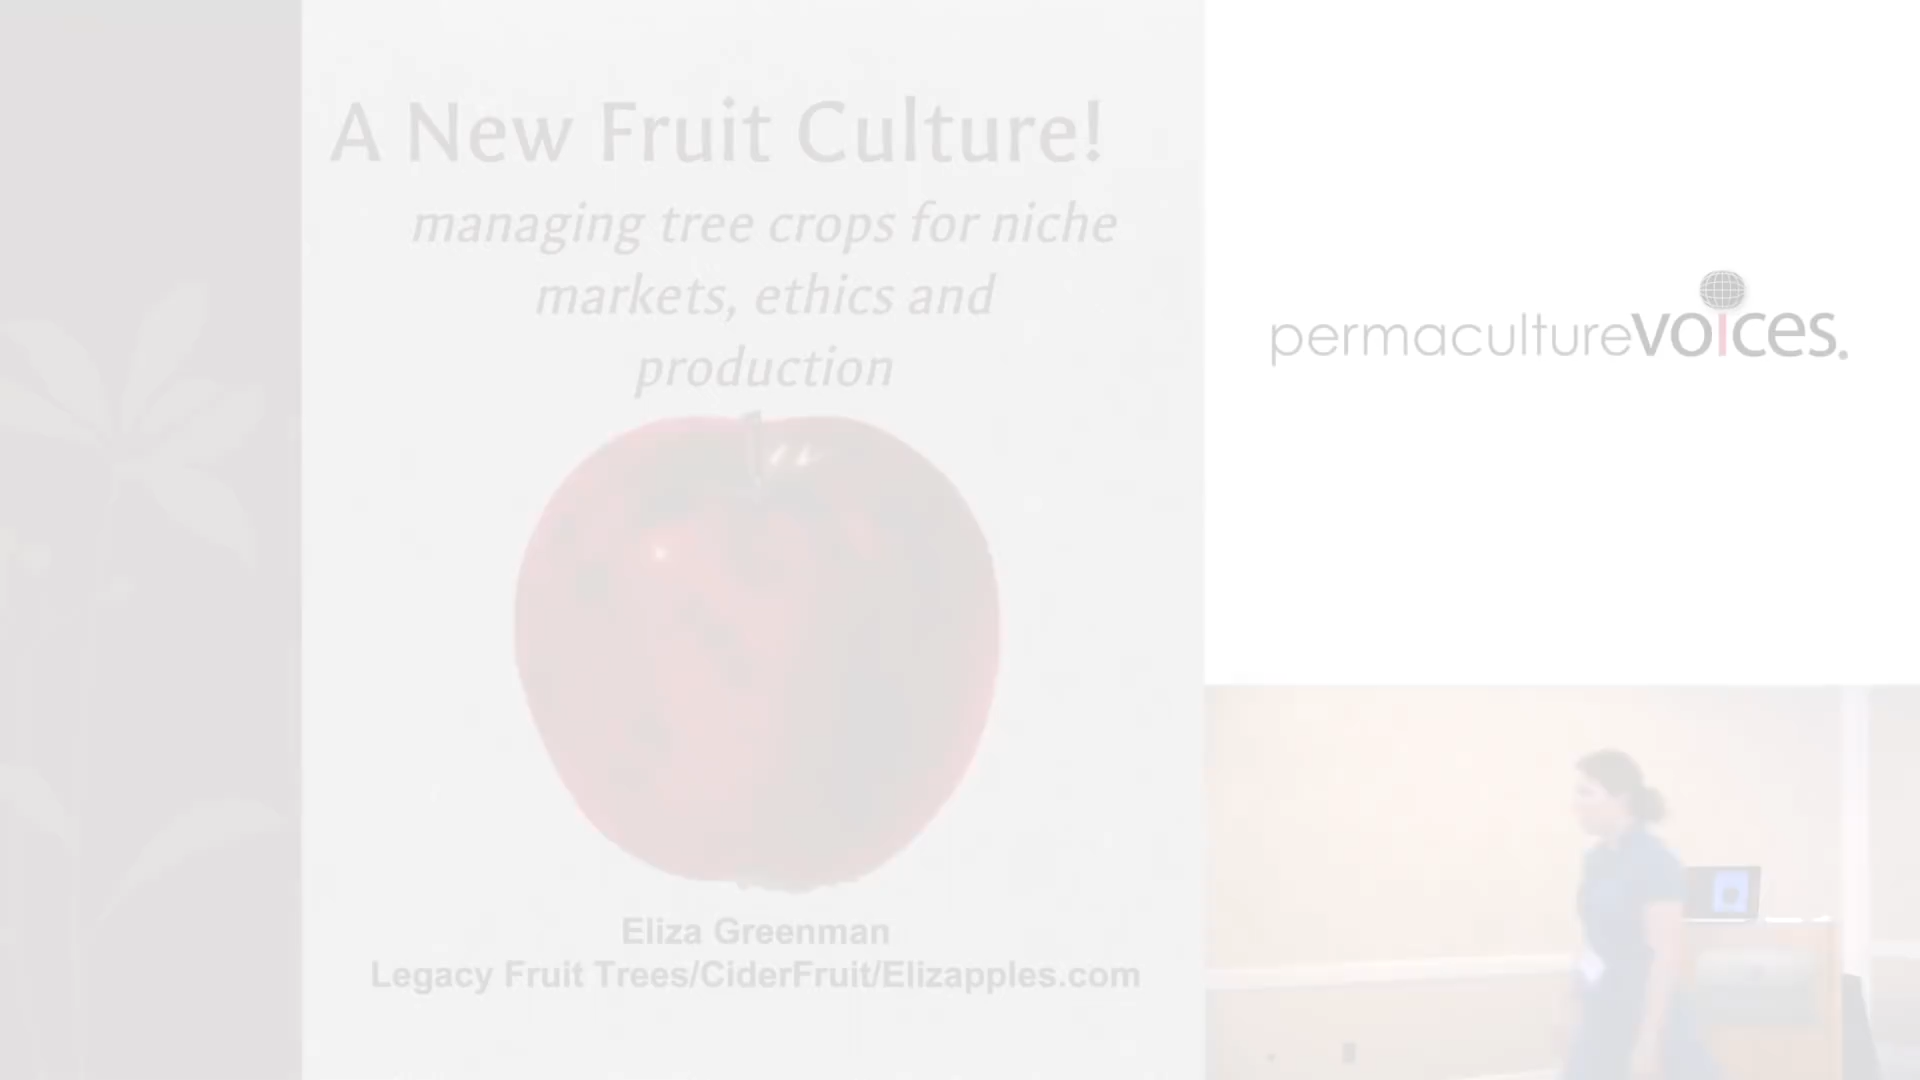 A New Fruit Culture!
managing tree crops for niche
markets, ethics and
production
Eliza Greenman
Legacy Fruit Trees/CiderFruit/Elizapples.com
permaculturevoices.